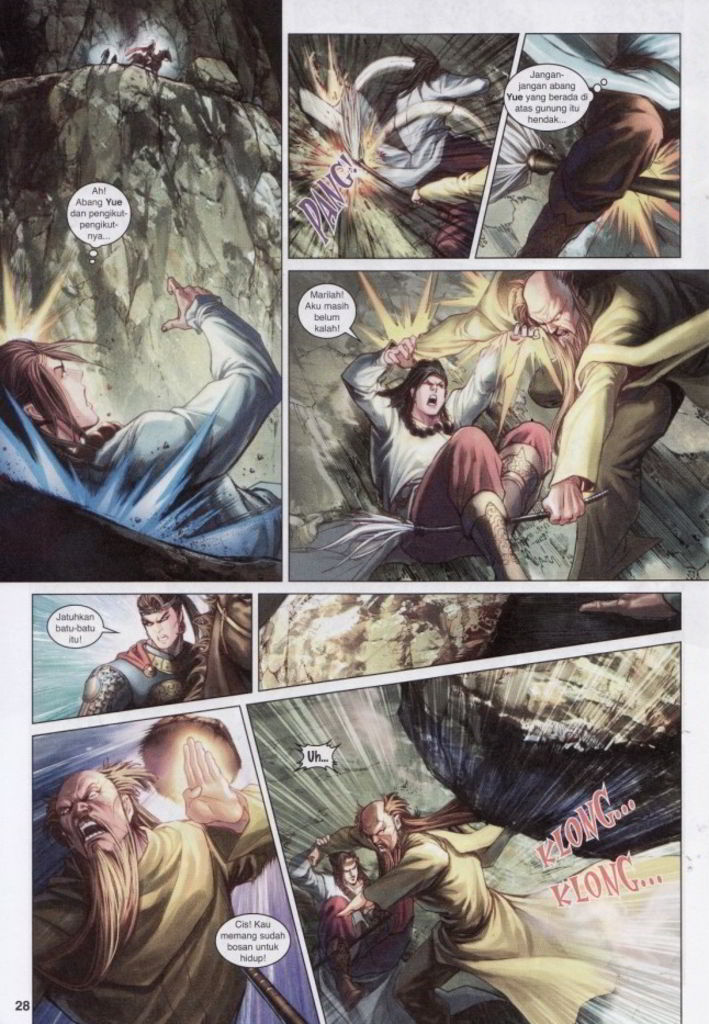 Ah!
Abang Yue
dan pengikut-
pengikut-
nya...
PANG!
Jangan-
jangan abang
Yue yang berada di
atas gunung itu
hendak...
Marilah!
Aku masih
belum
kalah!
Jatuhkan
batu-batu
itu!
Cis! Kau
memang sudah
bosan untuk
hidup!
Uh...
KLONG...
KLONG...
28